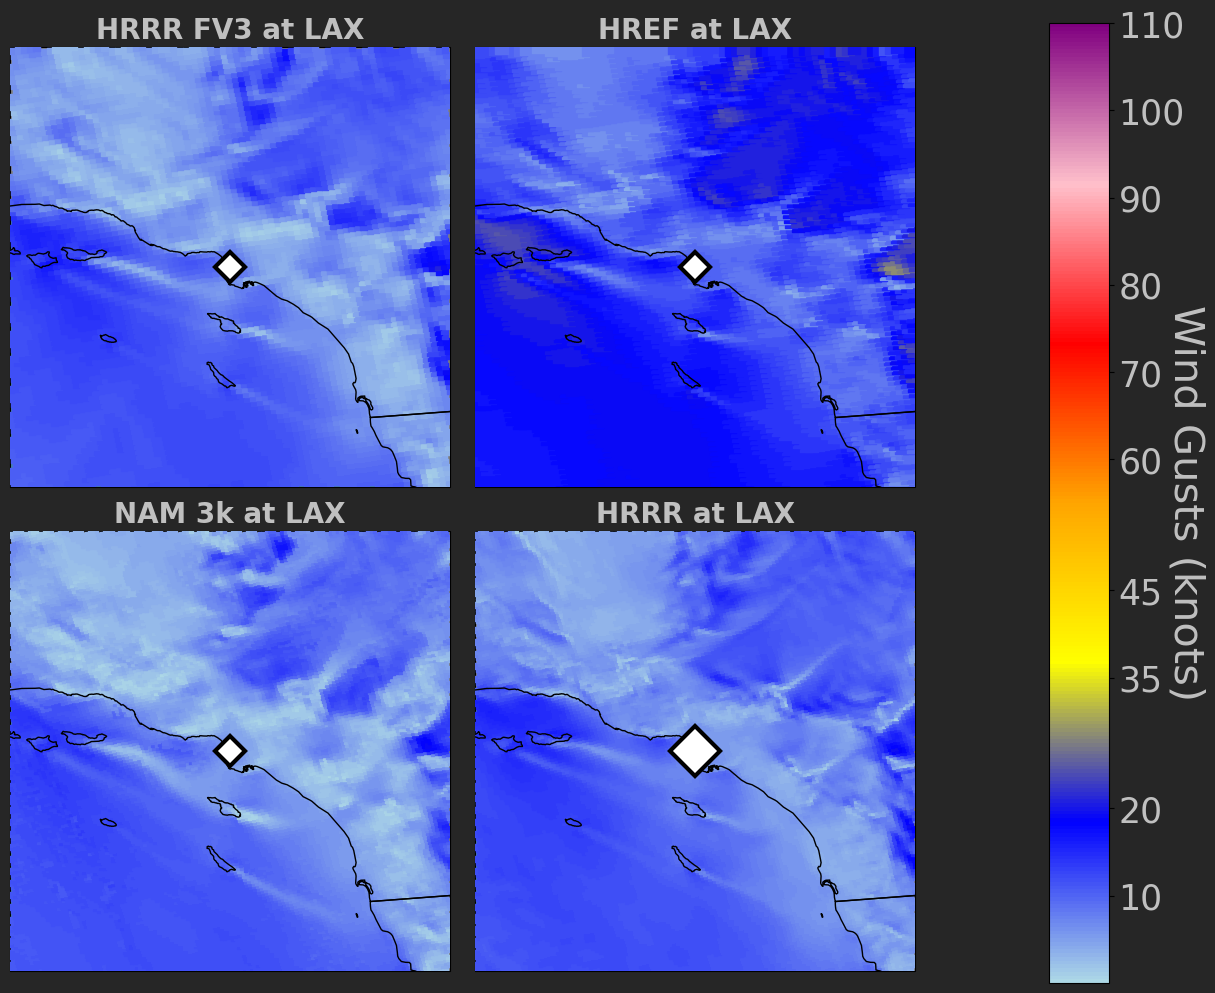 HRRR FV3 at LAX
HREF at LAX
NAM 3k at LAX
HRRR at LAX
110
100
90
80
70
60
45
35
20
10
Wind Gusts (knots)